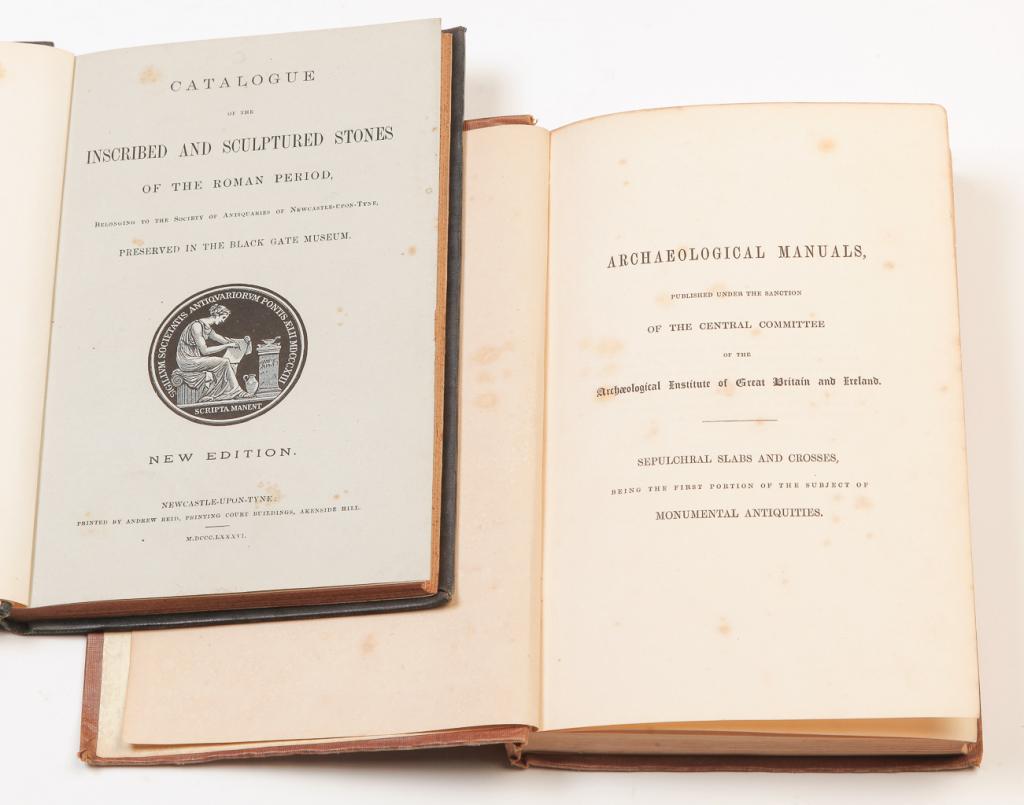 CATALOGUE
OF THE
INSCRIBED AND SCULPTURED STONES
OF THE ROMAN PERIOD,
BELONGING TO THE SOCIETY OF ANTIQUARIES OF NEWCASTLE-UPON-TYNE,
PRESERVED IN THE BLACK GATE MUSEUM.
SIGILLVM SOCIETATIS ANTIQVARIORVM PONTIS ÆLII MDCCCXIII
SCRIPTA MANENT
NEW EDITION.
NEWCASTLE-UPON-TYNE:
PRINTED BY ANDREW REID, PRINTING COURT BUILDINGS, AKENSIDE HILL.
M.DCCC.LXXXVI.
ARCHAEOLOGICAL MANUALS,
PUBLISHED UNDER THE SANCTION
OF THE CENTRAL COMMITTEE
OF THE
Archæological Institute of Great Britain and Ireland.
SEPULCHRAL SLABS AND CROSSES,
BEING THE FIRST PORTION OF THE SUBJECT OF
MONUMENTAL ANTIQUITIES.